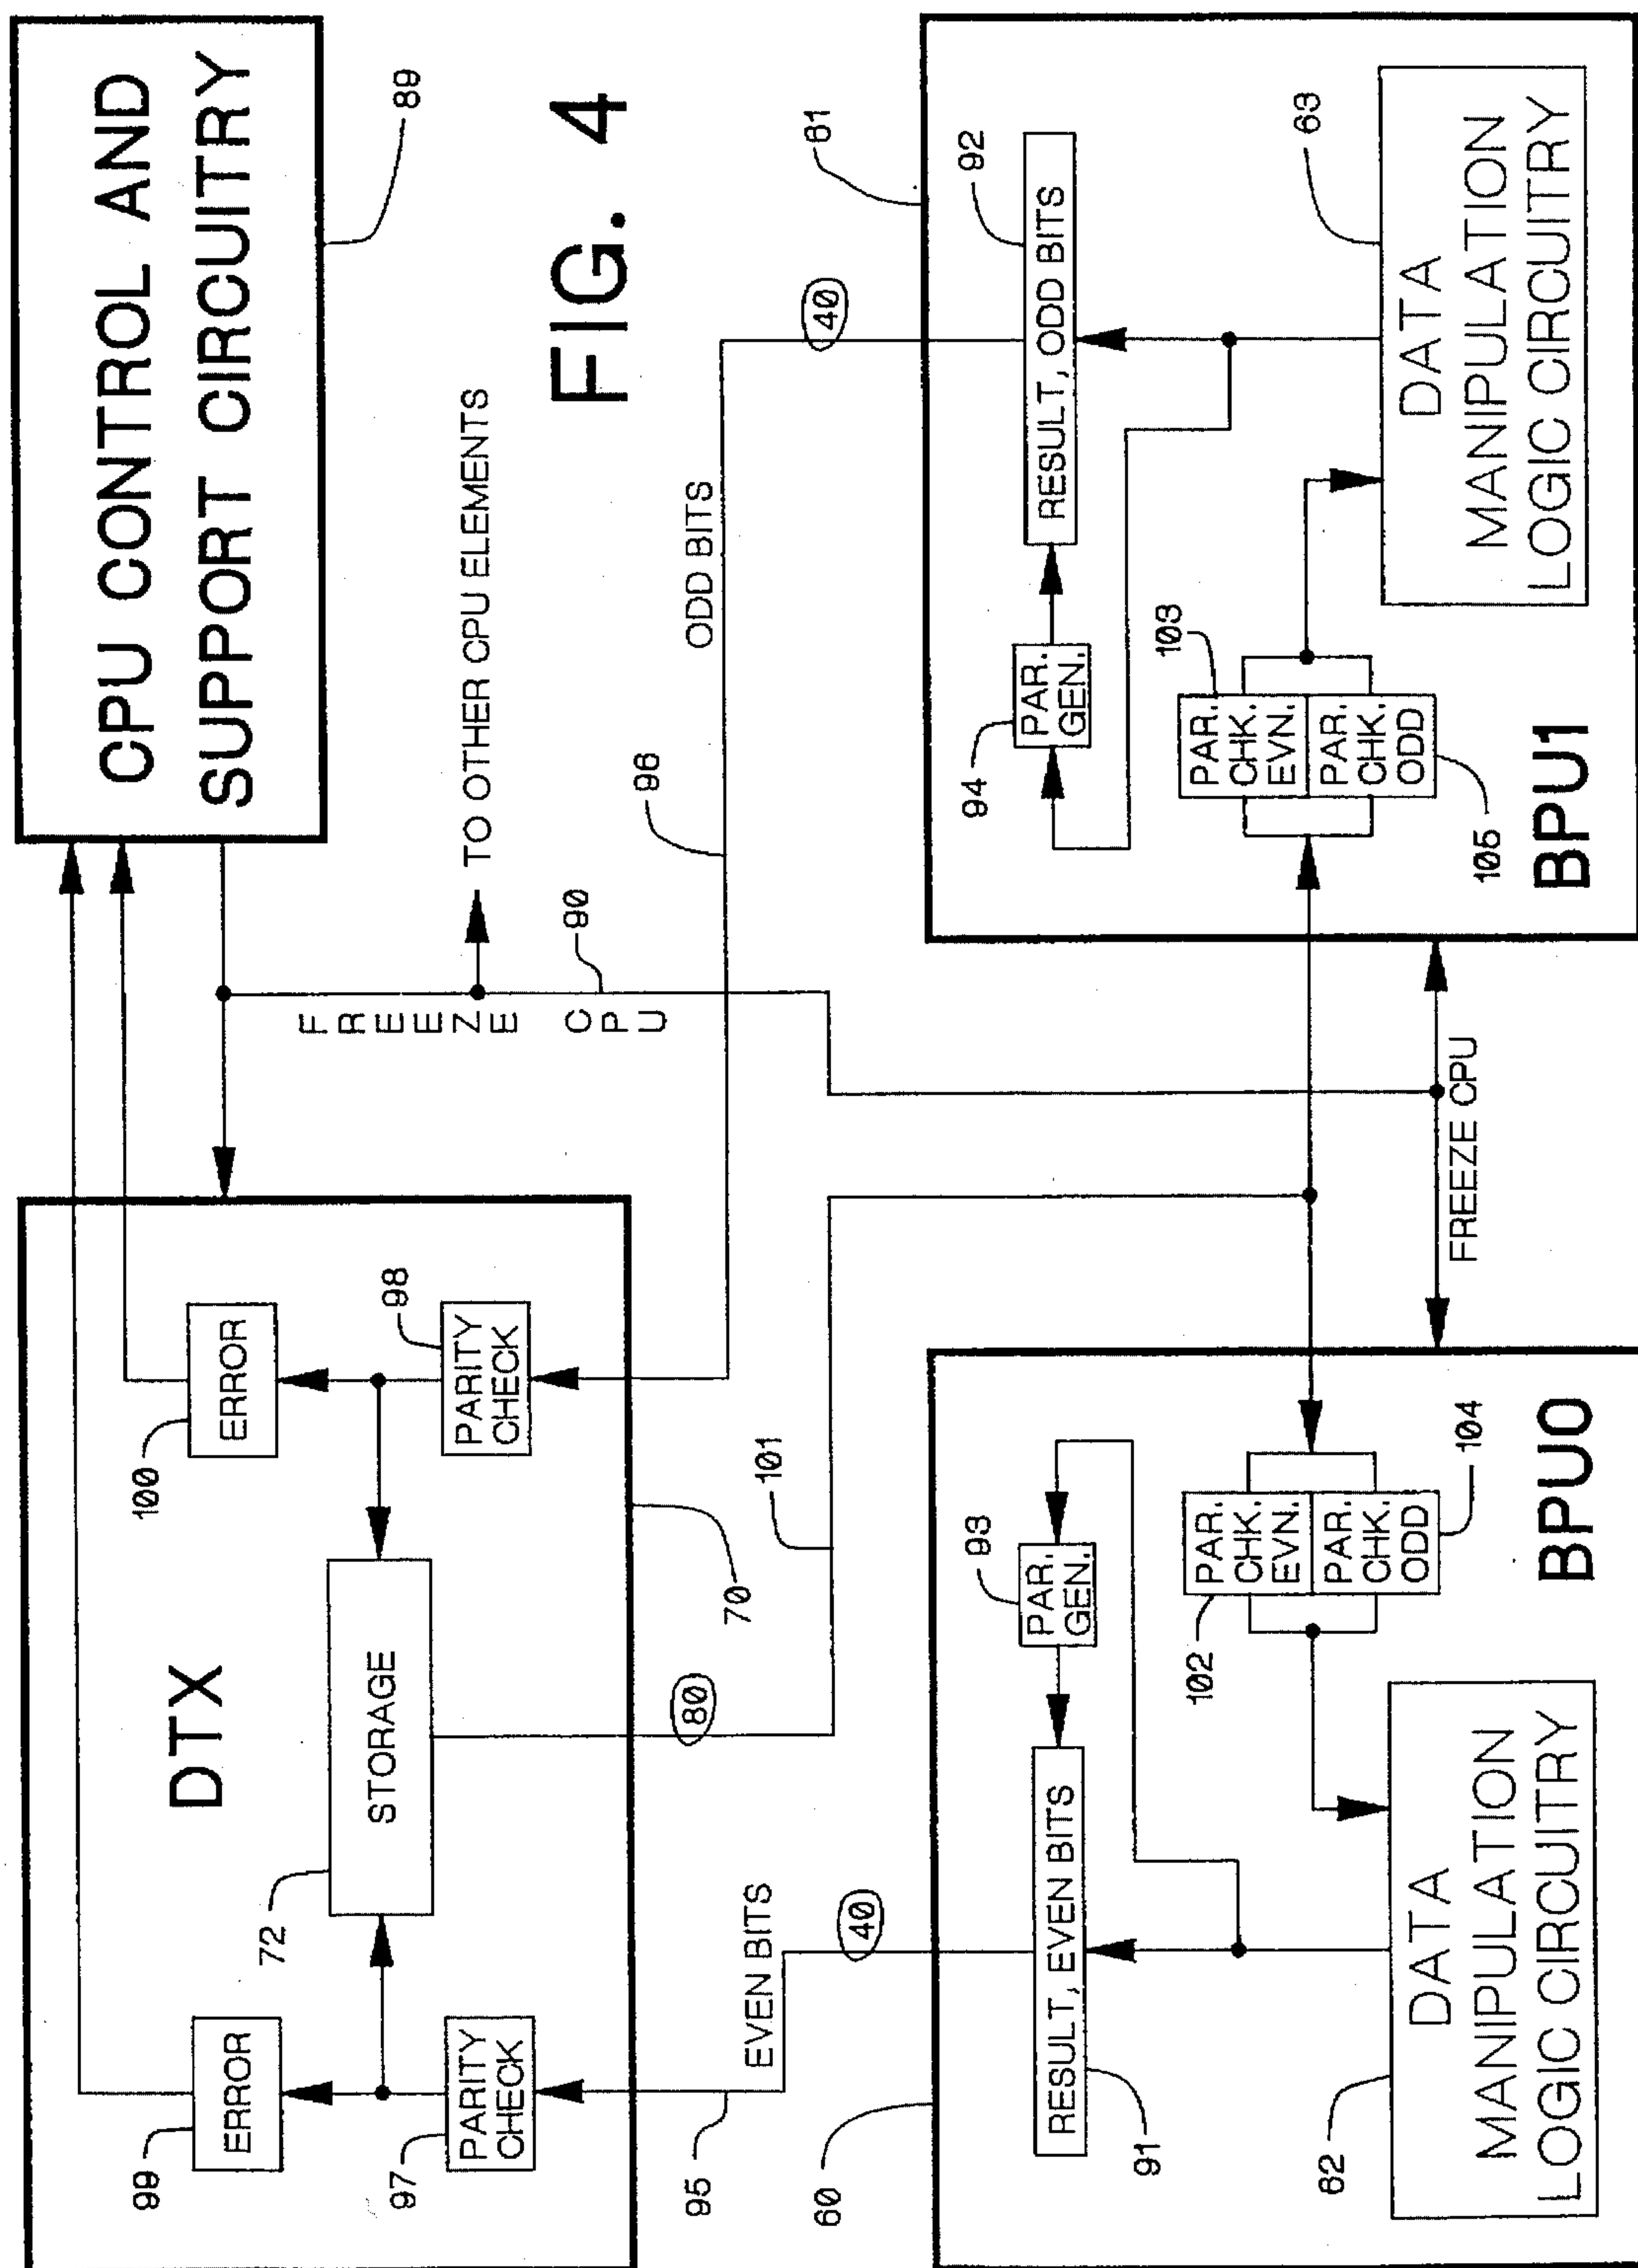 CPU CONTROL AND
SUPPORT CIRCUITRY
89
FIG. 4
DTX
99
ERROR
100
ERROR
72
STORAGE
97
PARITY
CHECK
98
PARITY
CHECK
70
FREEZE CPU
TO OTHER CPU ELEMENTS
90
95
EVEN BITS
40
80
101
96
ODD BITS
40
60
RESULT, EVEN BITS
91
PAR.
GEN.
93
PAR.
CHK.
EVN.
102
PAR.
CHK.
ODD
104
DATA
MANIPULATION
LOGIC CIRCUITRY
62
BPU0
FREEZE CPU
61
RESULT, ODD BITS
92
PAR.
GEN.
94
PAR.
CHK.
EVN.
103
PAR.
CHK.
ODD
105
DATA
MANIPULATION
LOGIC CIRCUITRY
63
BPU1